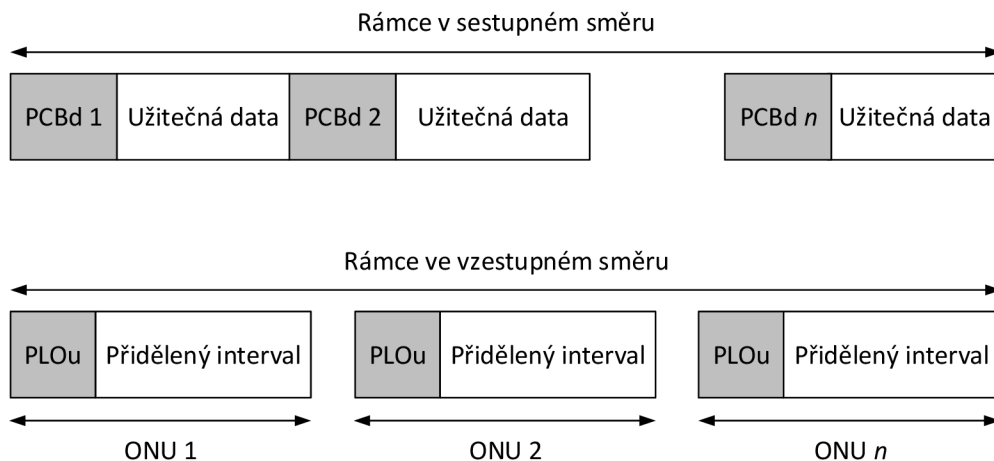 Rámce v sestupném směru
PCBd 1 Užitečná data PCBd 2 Užitečná data PCBd n Užitečná data
Rámce ve vzestupném směru
PLOu Přidělený interval PLOu Přidělený interval PLOu Přidělený interval
ONU 1 ONU 2 ONU n